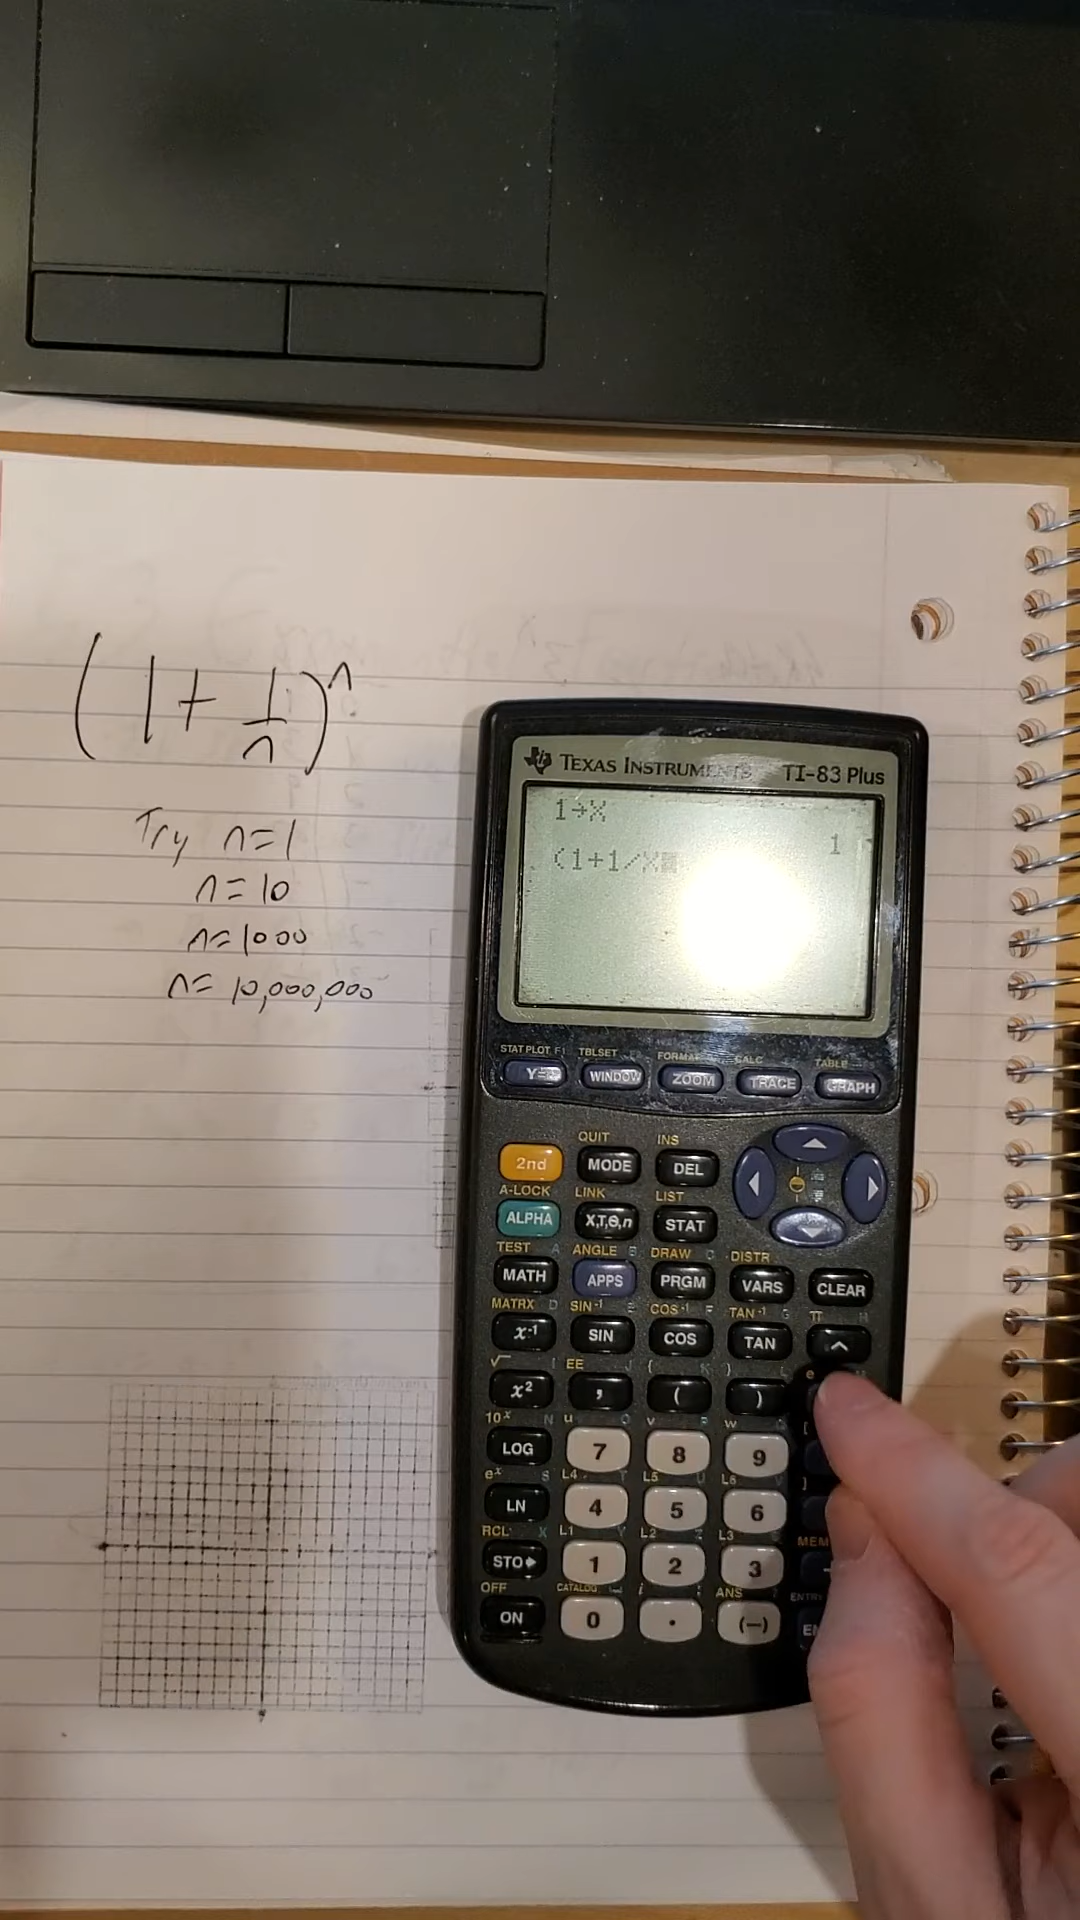 (1 + 1/n)^n
Try n=1
n=10
n=1000
n=10,000,000
TEXAS INSTRUMENTS TI-83 Plus
1→X
1
(1+1/X
STAT PLOT F1 TBLSET FORMAT CALC TABLE
Y= WINDOW ZOOM TRACE GRAPH
QUIT INS
2nd MODE DEL
A-LOCK LINK LIST
ALPHA X,T,Θ,n STAT
TEST A ANGLE B DRAW C DISTR
MATH APPS PRGM VARS CLEAR
MATRX D SIN⁻¹ E COS⁻¹ F TAN⁻¹ G π H
x⁻¹ SIN COS TAN ^
√ I EE J { K } L e
x² , ( )
10ˣ N u O v P w Q [
LOG 7 8 9
eˣ S L4 T L5 U L6 V ]
LN 4 5 6
RCL X L1 Y L2 Z L3 MEM
STO▸ 1 2 3
OFF CATALOG i ANS ? ENTRY
ON 0 . (−)